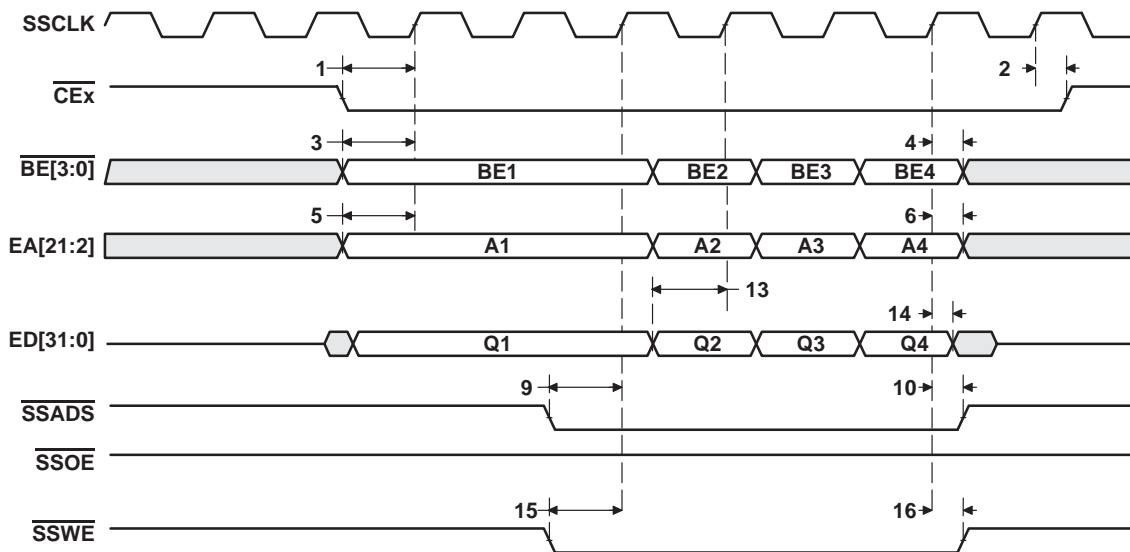 SSCLK
1 2
CEx
3 4
BE[3:0] BE1 BE2 BE3 BE4
5 6
EA[21:2] A1 A2 A3 A4
13
14
ED[31:0] Q1 Q2 Q3 Q4
9 10
SSADS
SSOE
15 16
SSWE